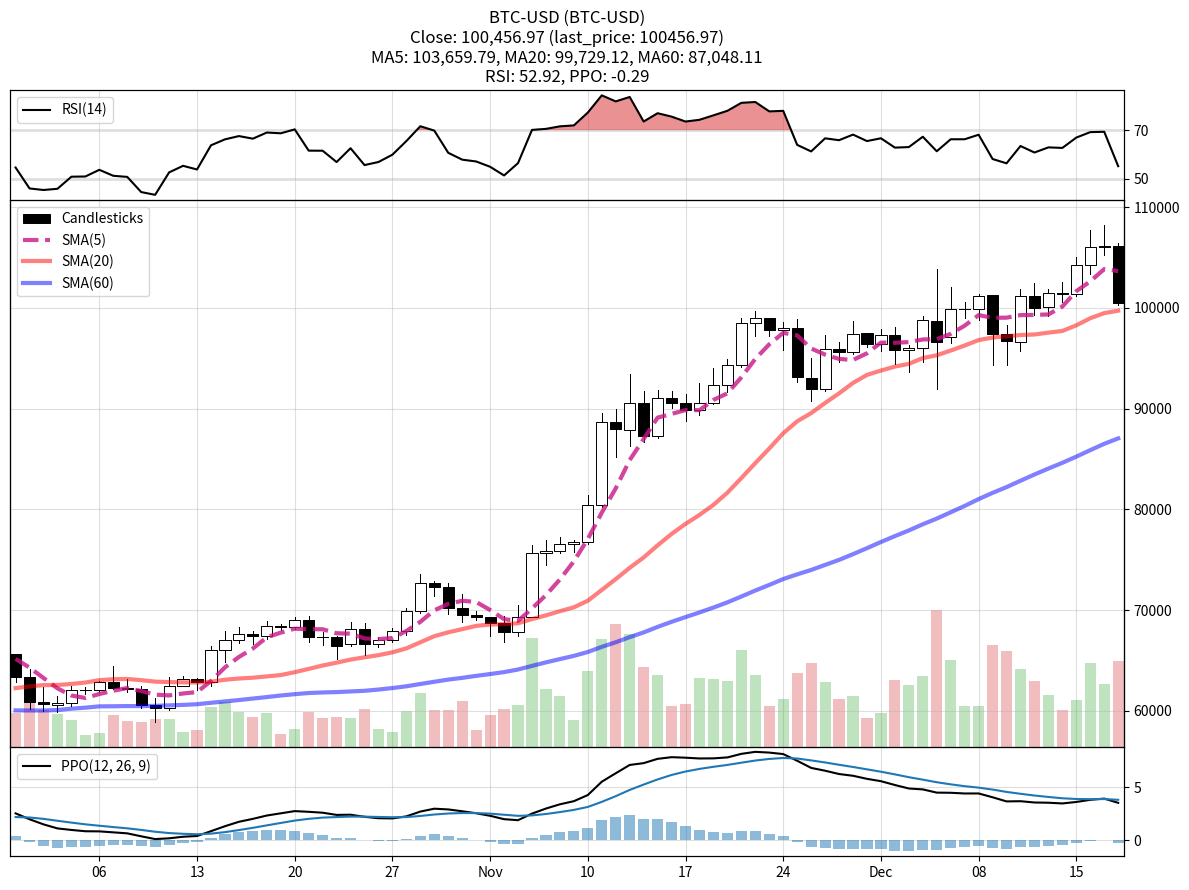 BTC-USD (BTC-USD)
Close: 100,456.97 (last_price: 100456.97)
MA5: 103,659.79, MA20: 99,729.12, MA60: 87,048.11
RSI: 52.92, PPO: -0.29
RSI(14)
70
50
Candlesticks
SMA(5)
SMA(20)
SMA(60)
110000
100000
90000
80000
70000
60000
PPO(12, 26, 9)
5
0
06 13 20 27 Nov 10 17 24 Dec 08 15